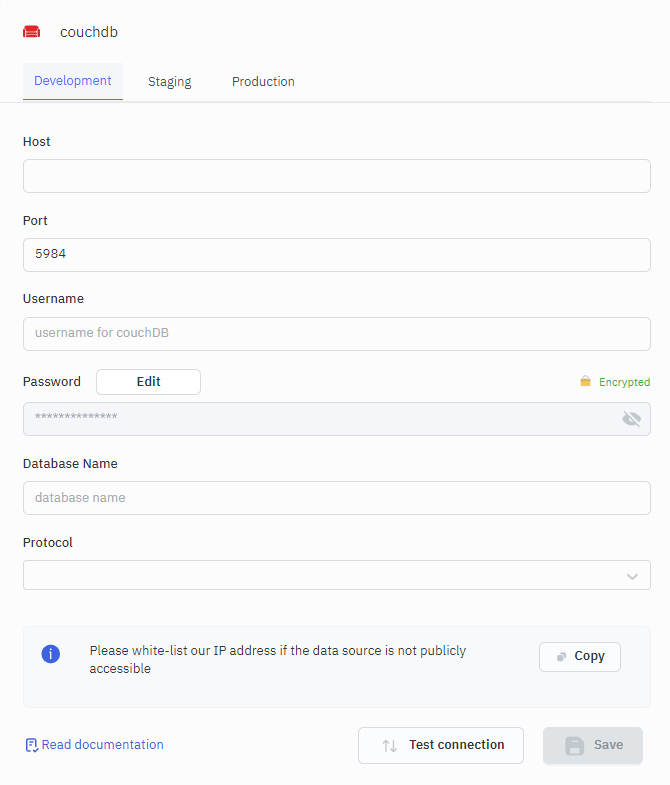 couchdb
Development Staging Production
Host
Port
5984
Username
username for couchDB
Password Edit Encrypted
**************
Database Name
database name
Protocol
Please white-list our IP address if the data source is not publicly
accessible
Copy
Read documentation Test connection Save